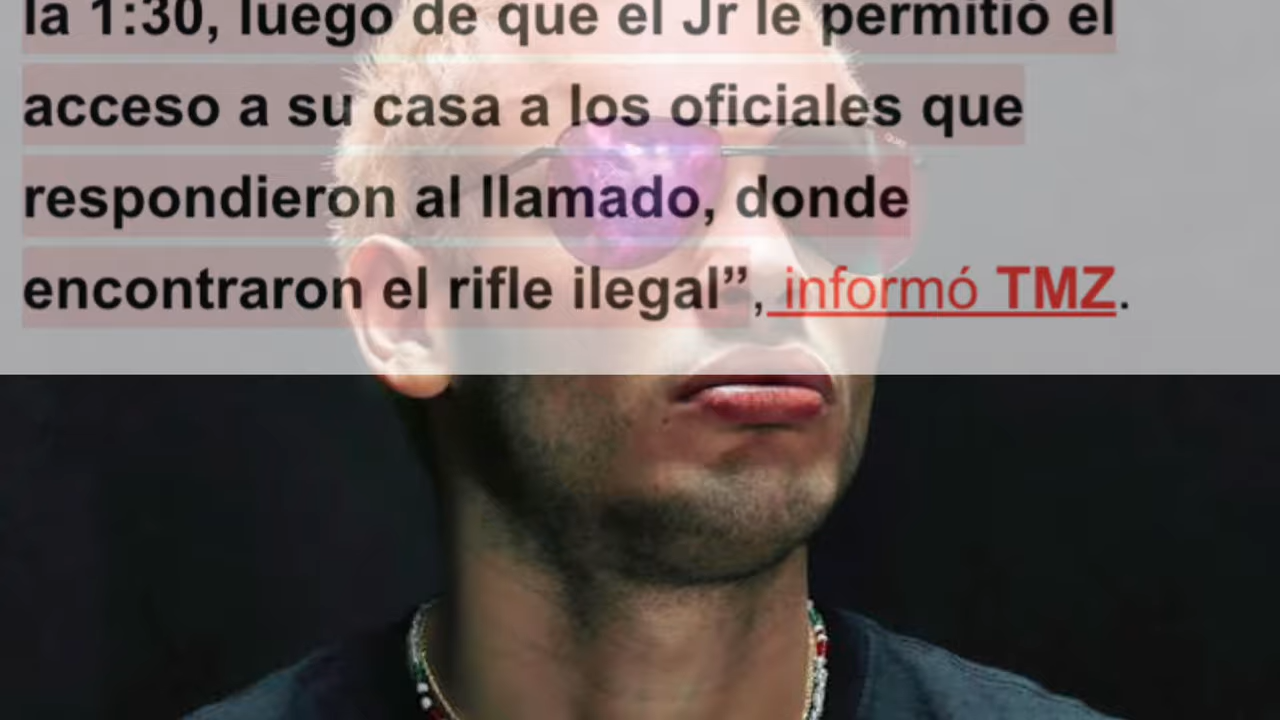 la 1:30, luego de que el Jr le permitió el
acceso a su casa a los oficiales que
respondieron al llamado, donde
encontraron el rifle ilegal”, informó TMZ.